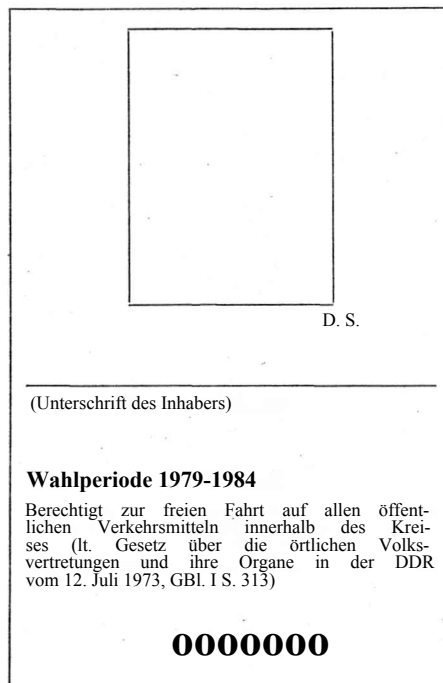 D. S.
(Unterschrift des Inhabers)
Wahlperiode 1979-1984
Berechtigt zur freien Fahrt auf allen öffent-
lichen Verkehrsmitteln innerhalb des Krei-
ses (lt. Gesetz über die örtlichen Volks-
vertretungen und ihre Organe in der DDR
vom 12. Juli 1973, GBl. I S. 313)
0000000